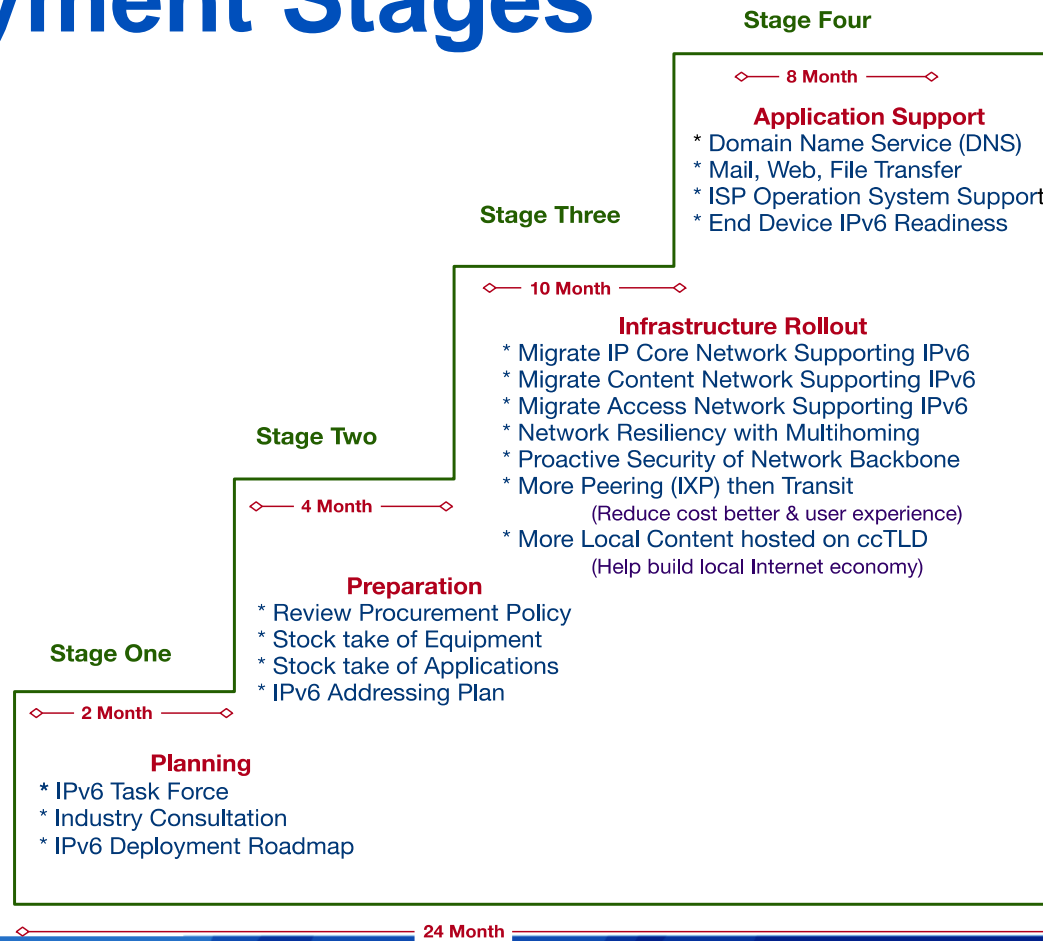 yment Stages
Stage Four
8 Month
Application Support
* Domain Name Service (DNS)
* Mail, Web, File Transfer
* ISP Operation System Support
* End Device IPv6 Readiness
Stage Three
10 Month
Infrastructure Rollout
* Migrate IP Core Network Supporting IPv6
* Migrate Content Network Supporting IPv6
* Migrate Access Network Supporting IPv6
* Network Resiliency with Multihoming
* Proactive Security of Network Backbone
* More Peering (IXP) then Transit
(Reduce cost better & user experience)
* More Local Content hosted on ccTLD
(Help build local Internet economy)
Stage Two
4 Month
Preparation
* Review Procurement Policy
* Stock take of Equipment
* Stock take of Applications
* IPv6 Addressing Plan
Stage One
2 Month
Planning
* IPv6 Task Force
* Industry Consultation
* IPv6 Deployment Roadmap
24 Month